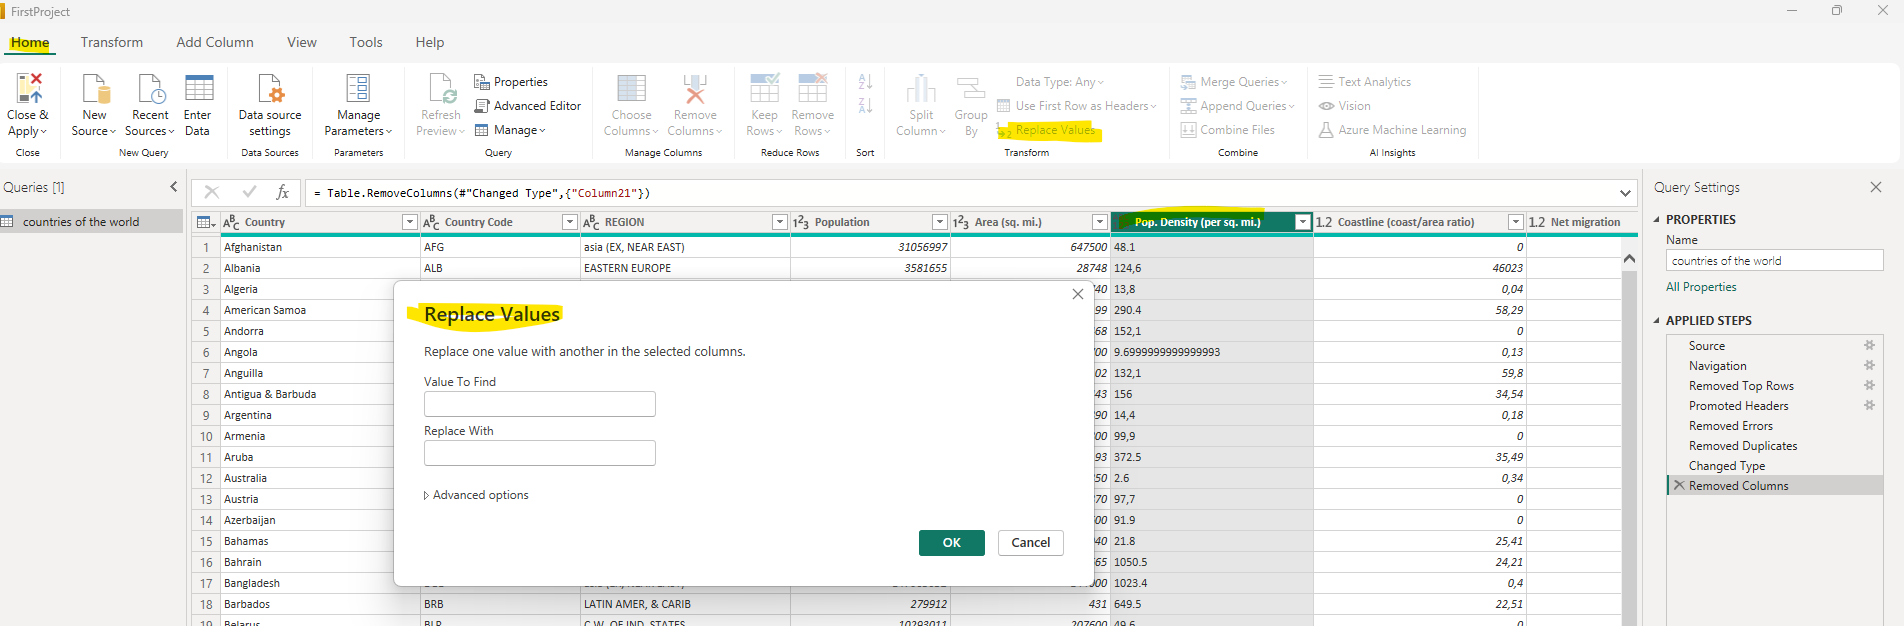 FirstProject
Home Transform Add Column View Tools Help
Close & Apply
Close
New Source
Recent Sources
Enter Data
New Query
Data source settings
Data Sources
Manage Parameters
Parameters
Refresh Preview
Properties
Advanced Editor
Manage
Query
Choose Columns
Remove Columns
Manage Columns
Keep Rows
Remove Rows
Reduce Rows
Sort
Split Column
Group By
Data Type: Any
Use First Row as Headers
Replace Values
Transform
Merge Queries
Append Queries
Combine Files
Combine
Text Analytics
Vision
Azure Machine Learning
AI Insights
Queries [1]
countries of the world
= Table.RemoveColumns(#"Changed Type",{"Column21"})
Country Country Code REGION Population Area (sq. mi.) Pop. Density (per sq. mi.) Coastline (coast/area ratio) Net migration
1 Afghanistan AFG asia (EX, NEAR EAST) 31056997 647500 48.1 0
2 Albania ALB EASTERN EUROPE 3581655 28748 124,6 46023
3 Algeria 40 13,8 0,04
4 American Samoa 99 290.4 58,29
5 Andorra 68 152,1 0
6 Angola 00 9.6999999999999993 0,13
7 Anguilla 02 132,1 59,8
8 Antigua & Barbuda 43 156 34,54
9 Argentina 90 14,4 0,18
10 Armenia 00 99,9 0
11 Aruba 93 372.5 35,49
12 Australia 50 2.6 0,34
13 Austria 70 97,7 0
14 Azerbaijan 00 91.9 0
15 Bahamas 40 21.8 25,41
16 Bahrain 65 1050.5 24,21
17 Bangladesh 000 1023.4 0,4
18 Barbados BRB LATIN AMER, & CARIB 279912 431 649.5 22,51
19 Belarus BLR C.W. OF IND. STATES 10293011 207600 49.6 0
Replace Values
Replace one value with another in the selected columns.
Value To Find
Replace With
Advanced options
OK Cancel
Query Settings
PROPERTIES
Name
countries of the world
All Properties
APPLIED STEPS
Source
Navigation
Removed Top Rows
Promoted Headers
Removed Errors
Removed Duplicates
Changed Type
Removed Columns